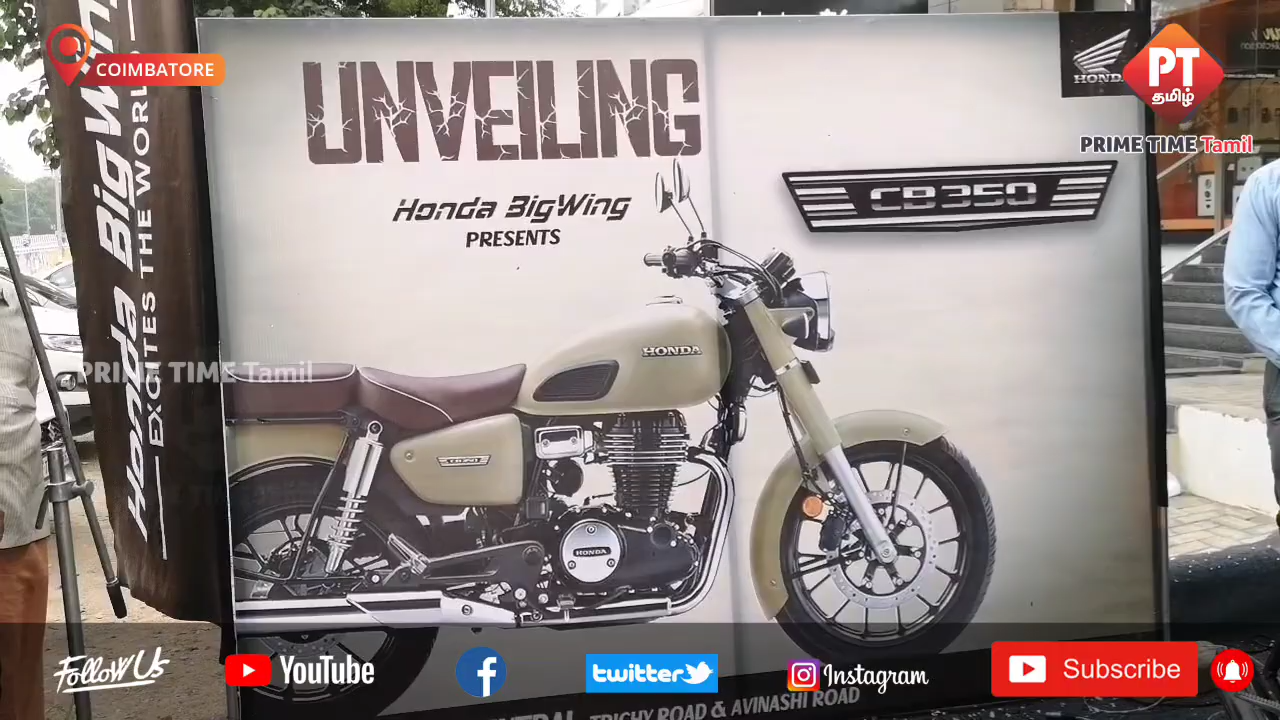 COIMBATORE
Honda BigWing
EXCITES THE WORLD
UNVEILING
Honda BigWing
PRESENTS
HONDA
PT
தமிழ்
PRIME TIME Tamil
CB350
HONDA
CB350
HONDA
PRIME TIME Tamil
TRICHY ROAD & AVINASHI ROAD
Follow Us
YouTube
twitter
Instagram
Subscribe